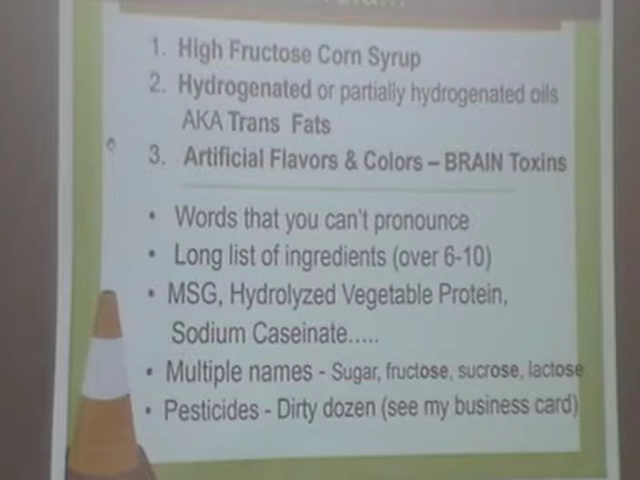 1. High Fructose Corn Syrup
2. Hydrogenated or partially hydrogenated oils
AKA Trans Fats
3. Artificial Flavors & Colors – BRAIN Toxins
• Words that you can't pronounce
• Long list of ingredients (over 6-10)
• MSG, Hydrolyzed Vegetable Protein,
Sodium Caseinate.....
• Multiple names - Sugar, fructose, sucrose, lactose
• Pesticides - Dirty dozen (see my business card)